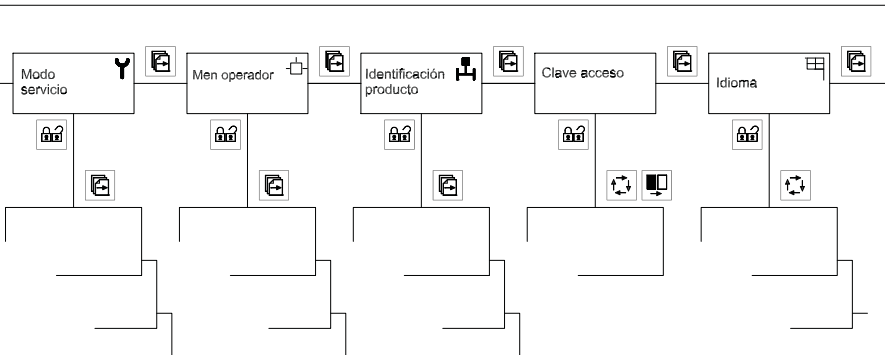 Modo
servicio
Men operador
Identificación
producto
Clave acceso
Idioma